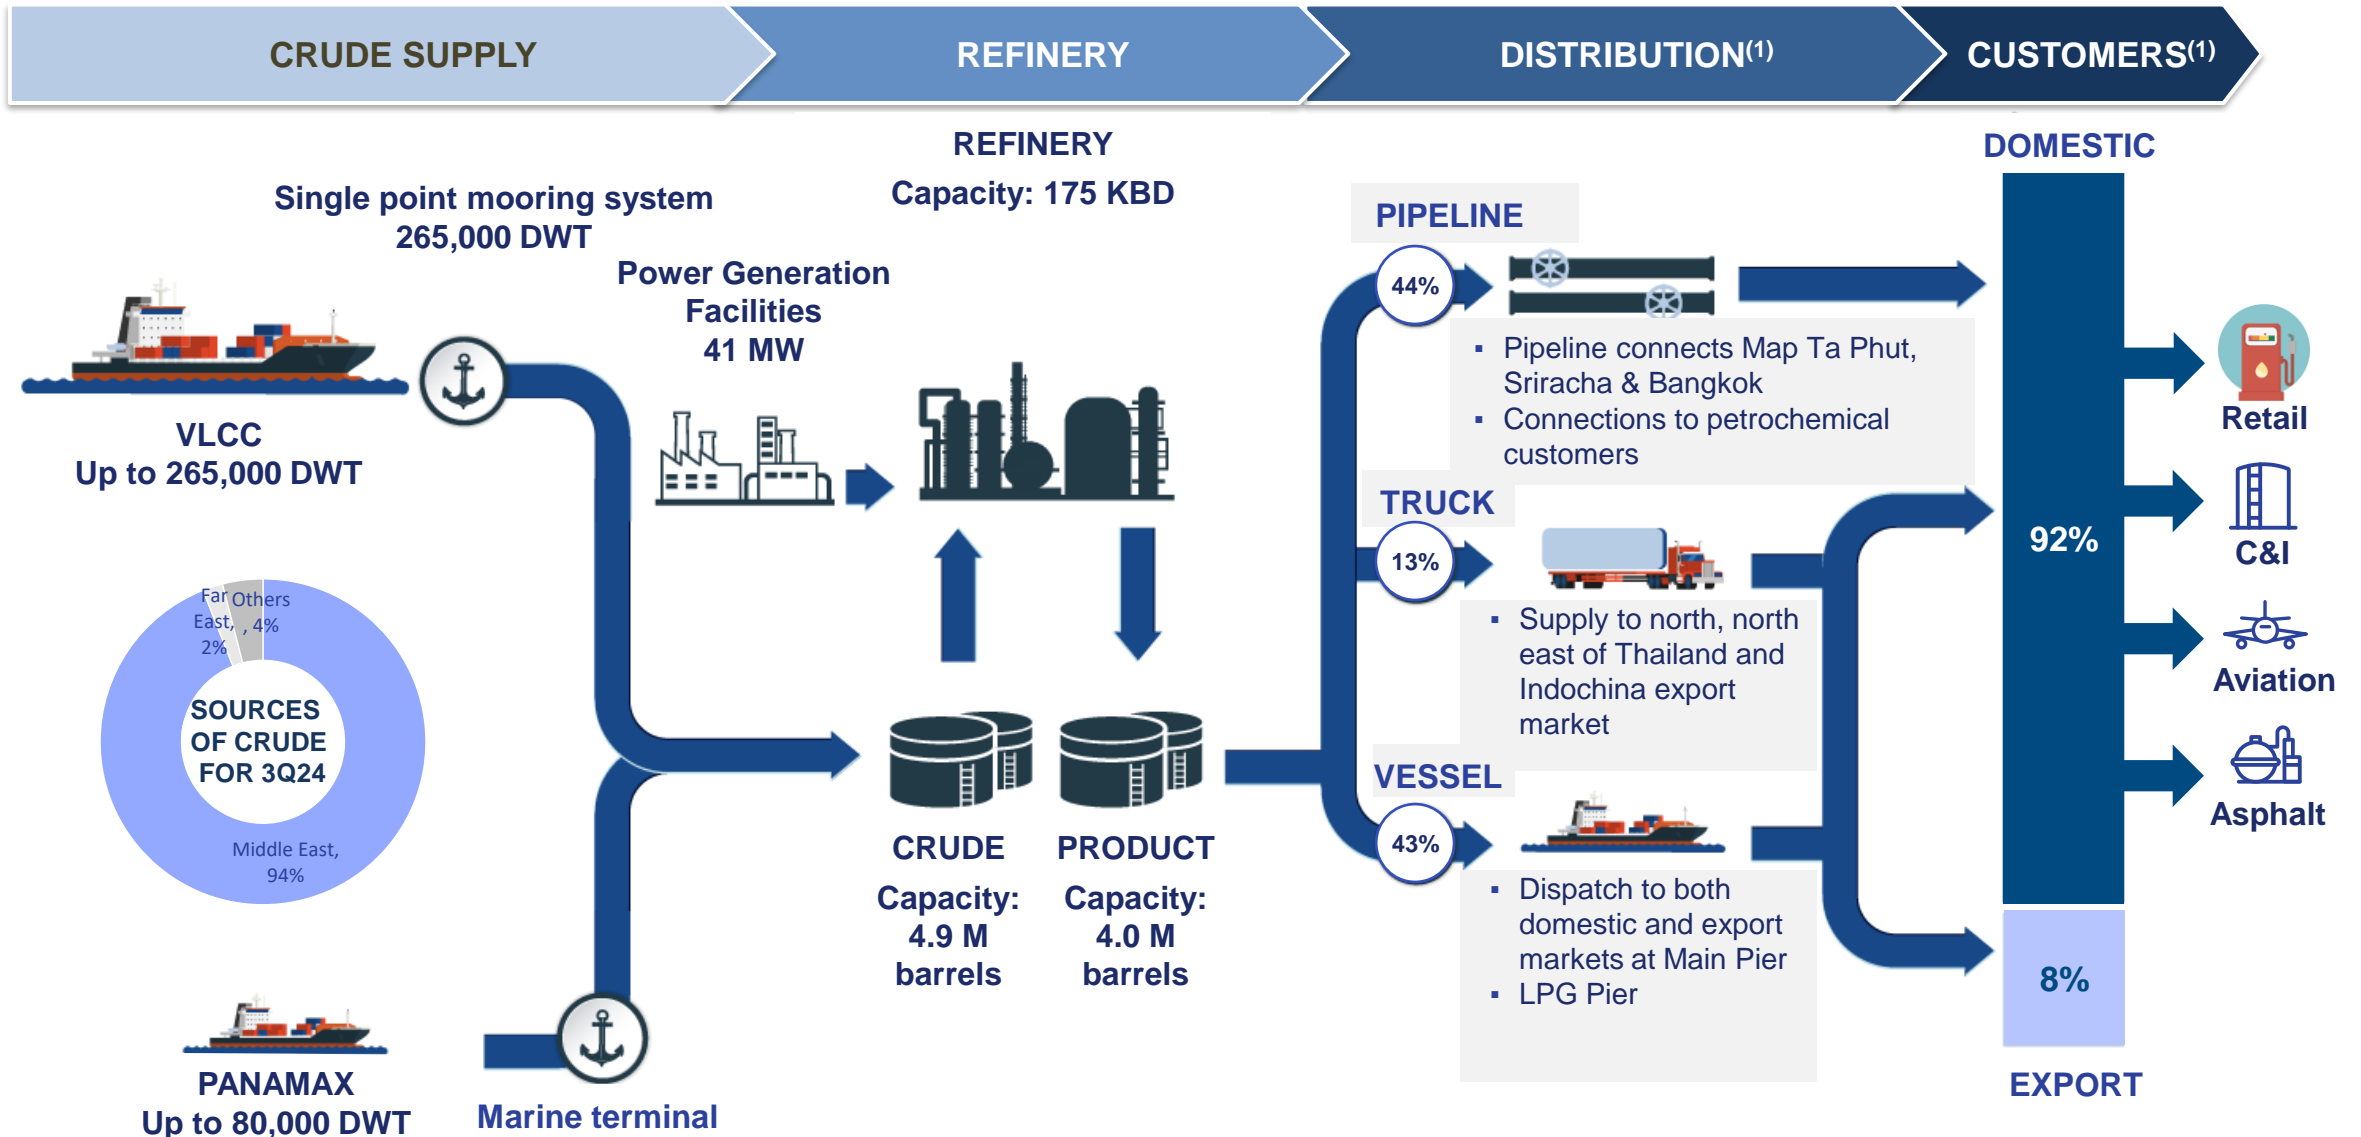 CRUDE SUPPLY
REFINERY
DISTRIBUTION(1)
CUSTOMERS(1)
Single point mooring system
265,000 DWT
VLCC
Up to 265,000 DWT
Far
East,
2%
Others
, 4%
SOURCES
OF CRUDE
FOR 3Q24
Middle East,
94%
PANAMAX
Up to 80,000 DWT
Marine terminal
REFINERY
Capacity: 175 KBD
Power Generation
Facilities
41 MW
CRUDE
Capacity:
4.9 M
barrels
PRODUCT
Capacity:
4.0 M
barrels
PIPELINE
44%
▪ Pipeline connects Map Ta Phut,
Sriracha & Bangkok
▪ Connections to petrochemical
customers
TRUCK
13%
▪ Supply to north, north
east of Thailand and
Indochina export
market
VESSEL
43%
▪ Dispatch to both
domestic and export
markets at Main Pier
▪ LPG Pier
DOMESTIC
92%
8%
EXPORT
Retail
C&I
Aviation
Asphalt